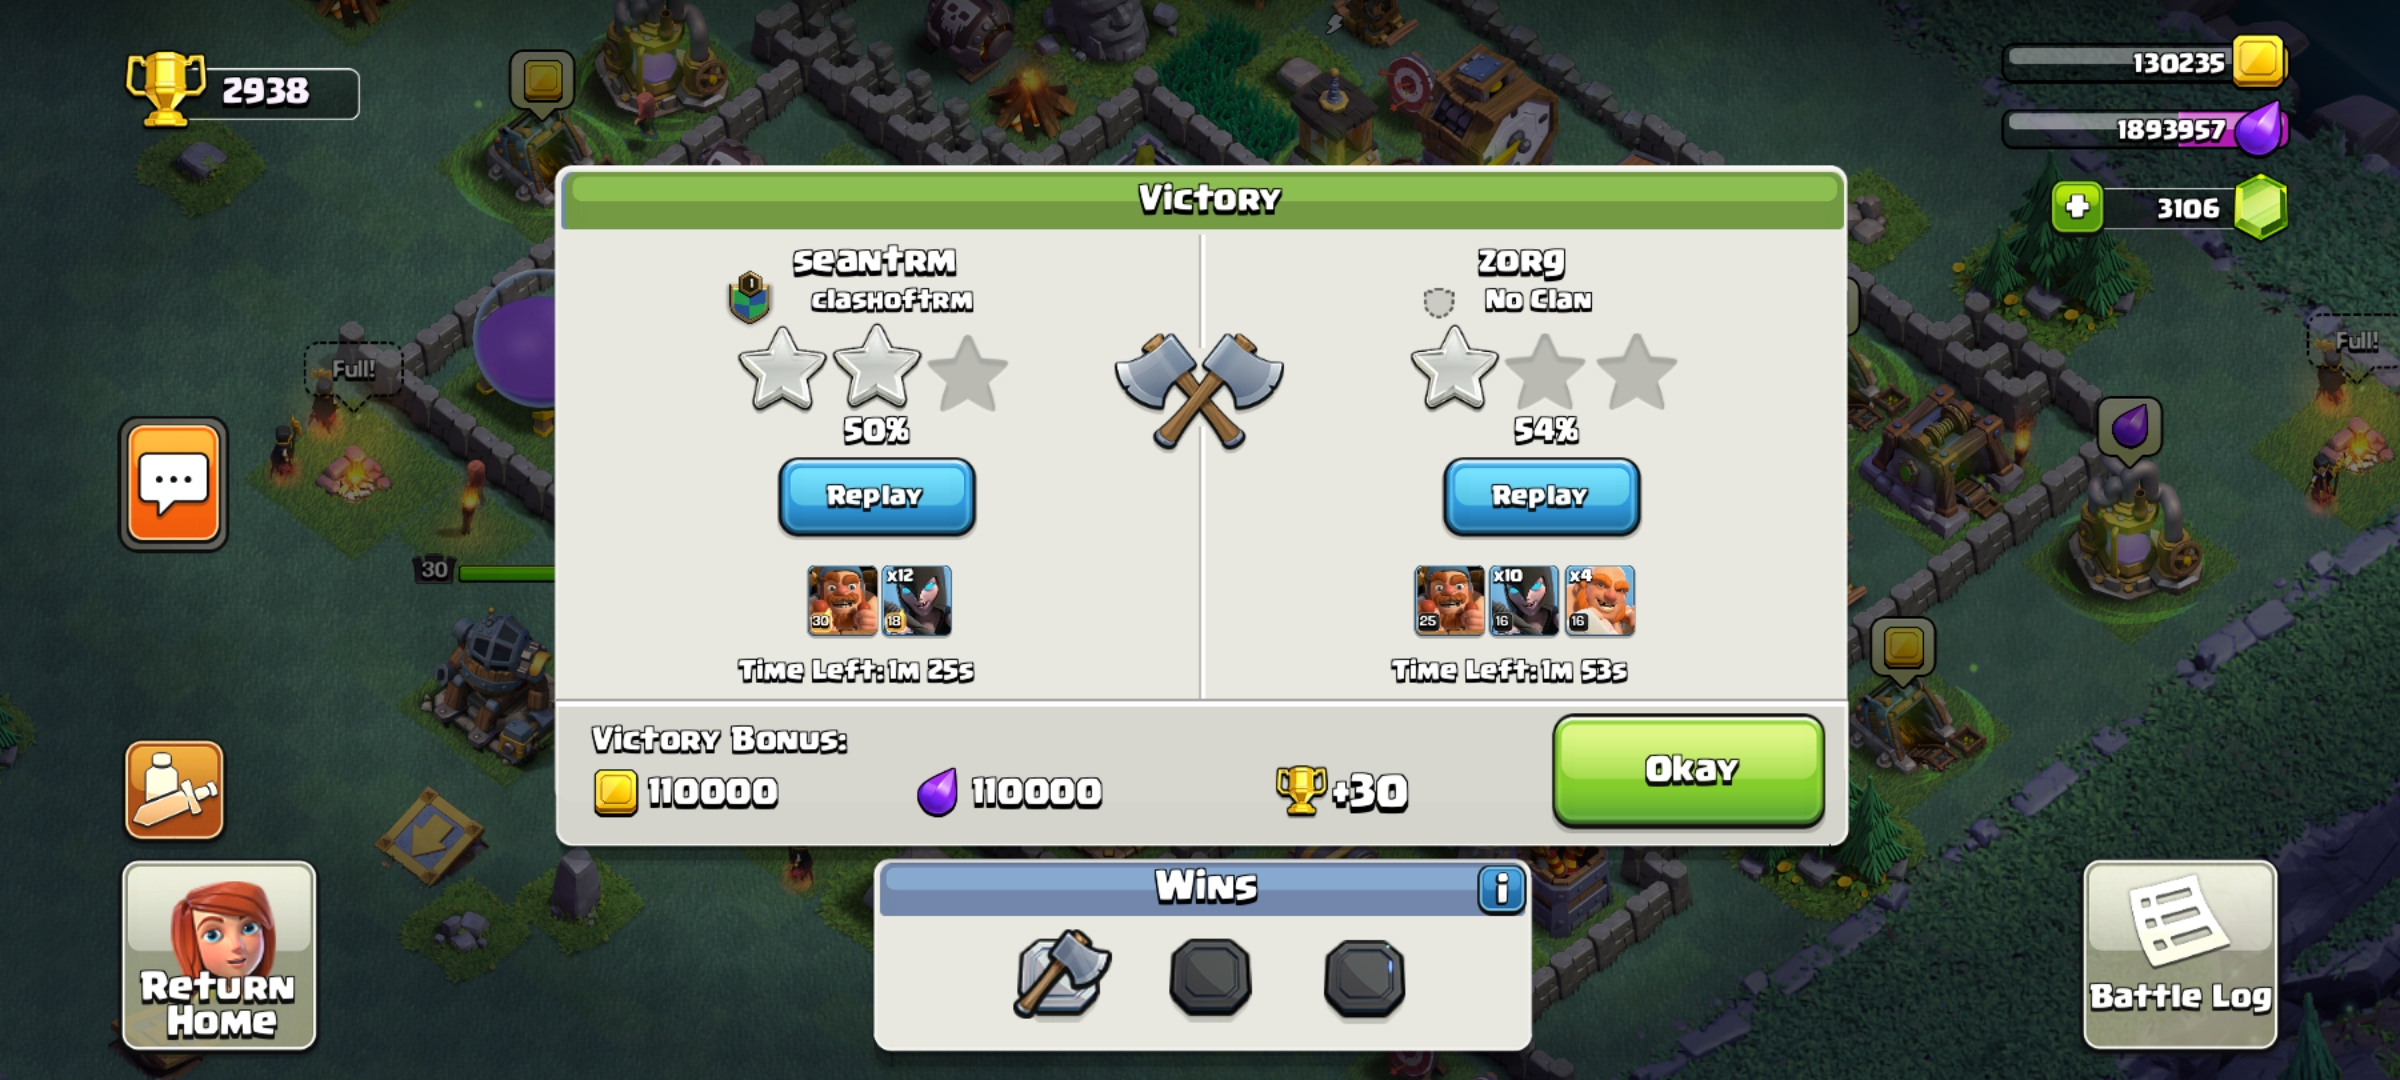 2938
130235
1893957
3106
Victory
seantrm
clashoftrm
50%
Replay
x12
30
18
Time Left:1m 25s
zorg
No Clan
54%
Replay
x10
x4
25
16
16
Time Left:1m 53s
Victory Bonus:
110000
110000
+30
Okay
Full!
Full!
30
1
Wins
i
Return
Home
Battle Log